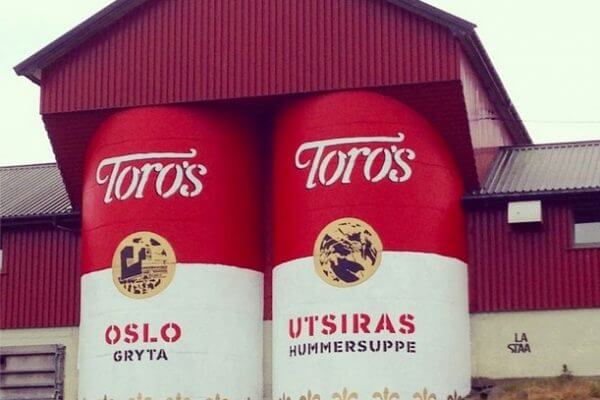 Toro's
OSLO
GRYTA
Toro's
UTSIRAS
HUMMERSUPPE
LA
STAA